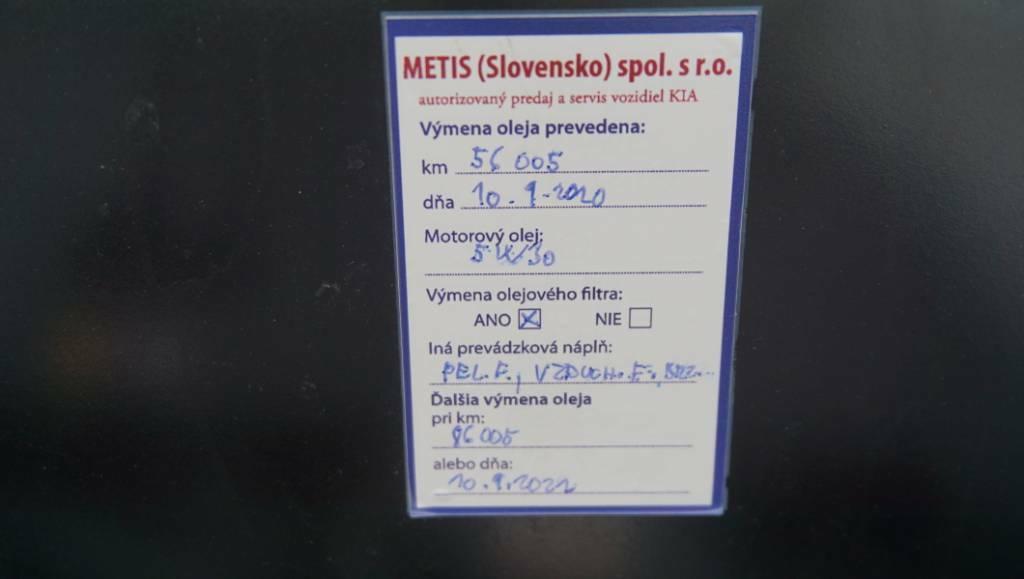 METIS (Slovensko) spol. s r.o.
autorizovaný predaj a servis vozidiel KIA
Výmena oleja prevedena:
km 56 005
dňa 10.9.2020
Motorový olej:
5W/30
Výmena olejového filtra:
ANO NIE
Iná prevádzková náplň:
PEL.F., VZDUCH.F.,
Ďalšia výmena oleja
pri km:
86005
alebo dňa:
10.9.2022